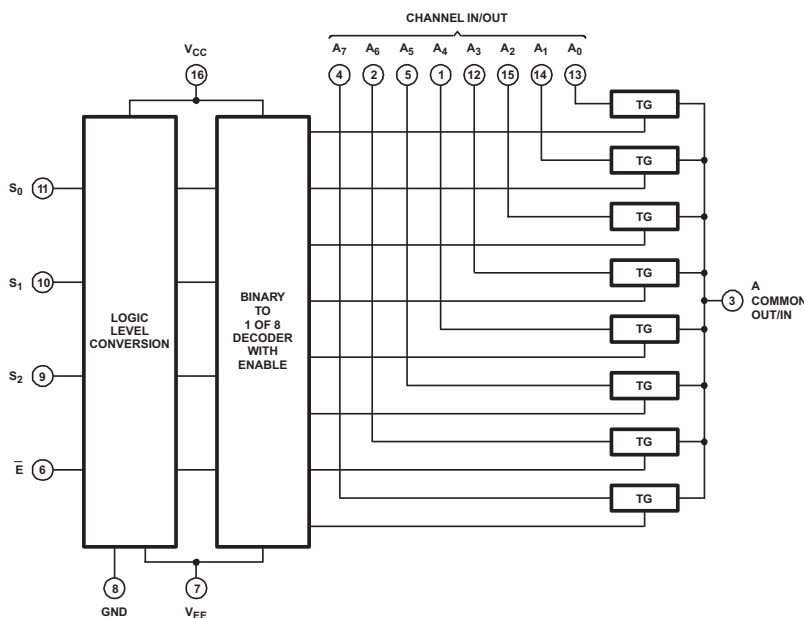 CHANNEL IN/OUT
VCC
A7 A6 A5 A4 A3 A2 A1 A0
16
4 2 5 1 12 15 14 13
TG
TG
S0 11
TG
TG
S1 10
LOGIC
LEVEL
CONVERSION
BINARY
TO
1 OF 8
DECODER
WITH
ENABLE
3
A
COMMON
OUT/IN
TG
S2 9
TG
TG
E̅ 6
TG
8
GND
7
VEE